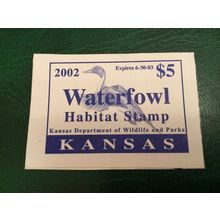 2002 Expires 6-30-03 $5
Waterfowl
Habitat Stamp
Kansas Department of Wildlife and Parks
KANSAS